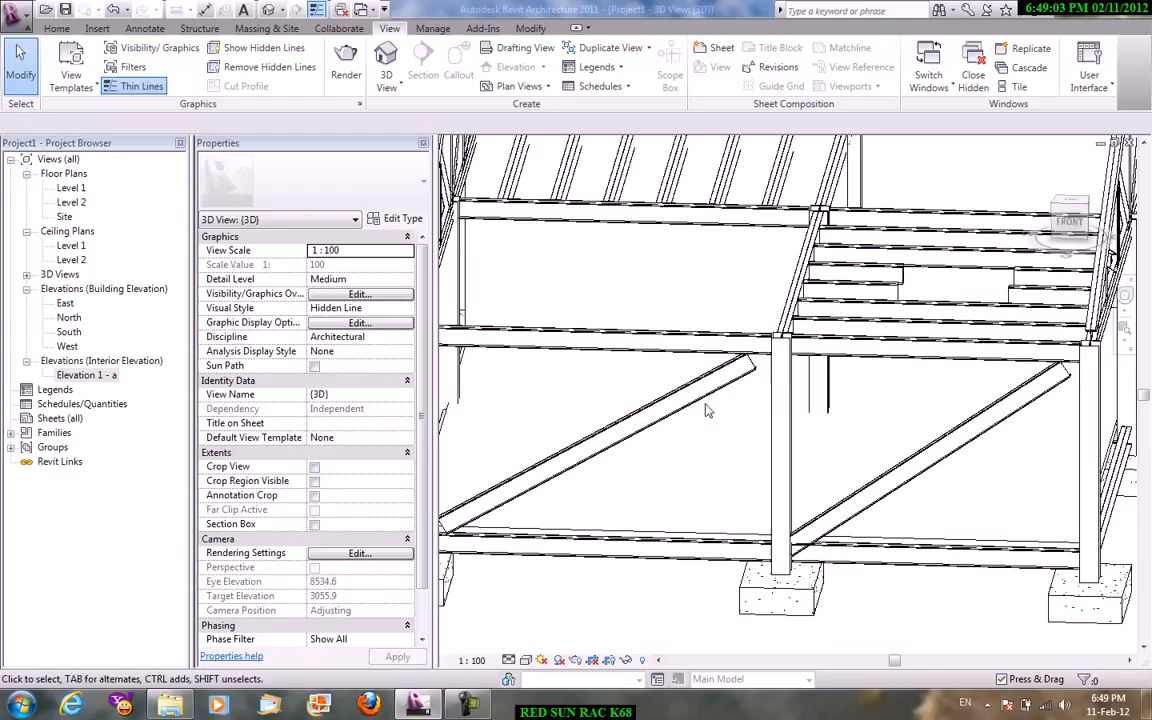 Autodesk Revit Architecture 2011 - [Project1 - 3D View: {3D}]
Type a keyword or phrase
6:49:03 PM 02/11/2012
Home Insert Annotate Structure Massing & Site Collaborate View Manage Add-Ins Modify
Modify
View Templates
Visibility/ Graphics
Filters
Thin Lines
Show Hidden Lines
Remove Hidden Lines
Cut Profile
Render
3D View
Section
Callout
Drafting View
Elevation
Plan Views
Duplicate View
Legends
Schedules
Scope Box
Sheet
View
Title Block
Revisions
Guide Grid
Matchline
View Reference
Viewports
Switch Windows
Close Hidden
Replicate
Cascade
Tile
User Interface
Select Graphics Create Sheet Composition Windows
Project1 - Project Browser
Views (all)
Floor Plans
Level 1
Level 2
Site
Ceiling Plans
Level 1
Level 2
3D Views
Elevations (Building Elevation)
East
North
South
West
Elevations (Interior Elevation)
Elevation 1 - a
Legends
Schedules/Quantities
Sheets (all)
Families
Groups
Revit Links
Properties
3D View: {3D}
Edit Type
Graphics
View Scale 1 : 100
Scale Value 1: 100
Detail Level Medium
Visibility/Graphics Ov... Edit...
Visual Style Hidden Line
Graphic Display Opti... Edit...
Discipline Architectural
Analysis Display Style None
Sun Path
Identity Data
View Name {3D}
Dependency Independent
Title on Sheet
Default View Template None
Extents
Crop View
Crop Region Visible
Annotation Crop
Far Clip Active
Section Box
Camera
Rendering Settings Edit...
Perspective
Eye Elevation 8534.6
Target Elevation 3055.9
Camera Position Adjusting
Phasing
Phase Filter Show All
Properties help
Apply
FRONT
1 : 100
Click to select, TAB for alternates, CTRL adds, SHIFT unselects.
Main Model
Press & Drag
:0
EN
6:49 PM
11-Feb-12
RED SUN RAC K68